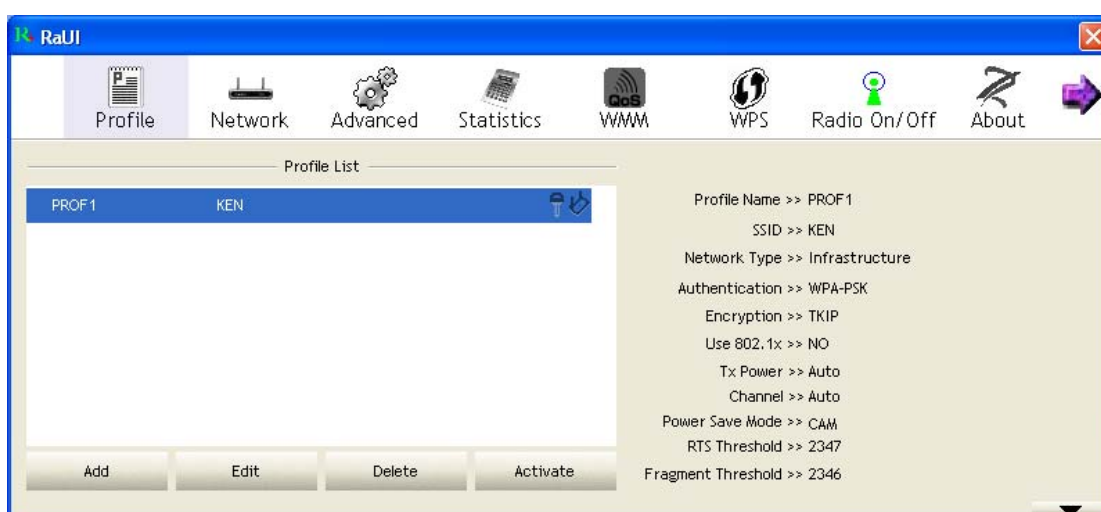 RaUI
Profile Network Advanced Statistics QoS WMM WPS Radio On/Off About
Profile List
PROF1 KEN
Profile Name >> PROF1
SSID >> KEN
Network Type >> Infrastructure
Authentication >> WPA-PSK
Encryption >> TKIP
Use 802.1x >> NO
Tx Power >> Auto
Channel >> Auto
Power Save Mode >> CAM
RTS Threshold >> 2347
Fragment Threshold >> 2346
Add Edit Delete Activate